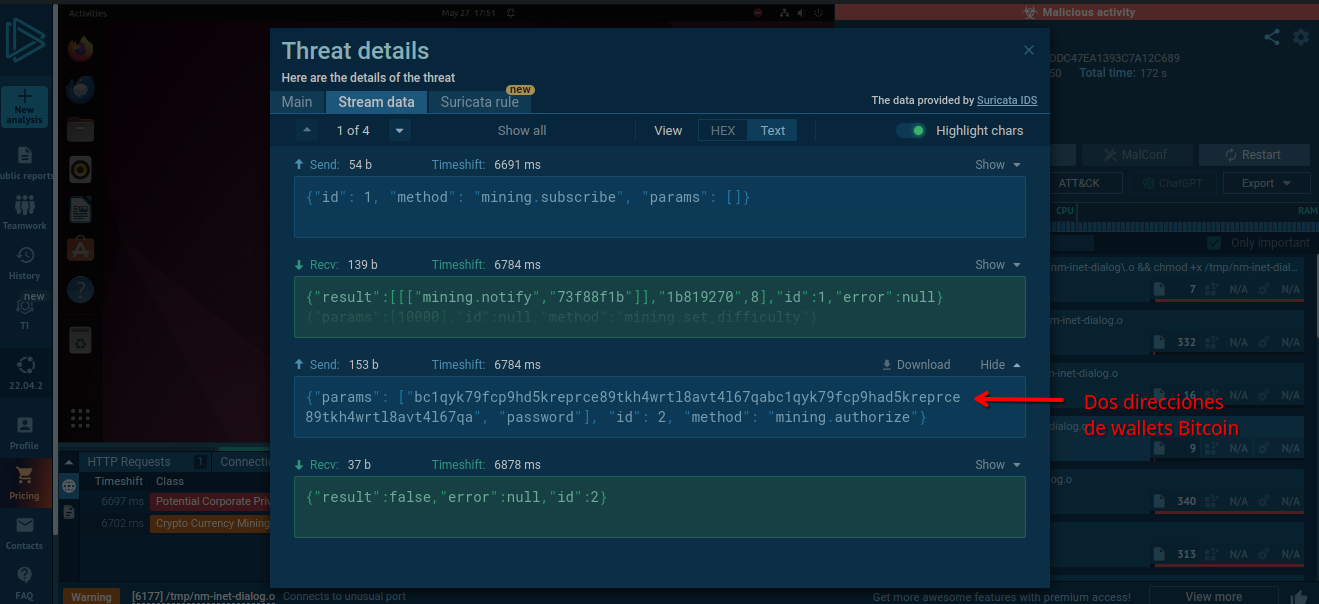 Activities
May 27 17:51
Malicious activity
Threat details
Here are the details of the threat
new
Main
Stream data
Suricata rule
The data provided by Suricata IDS
1 of 4
Show all
View
HEX
Text
Highlight chars
Send: 54 b
Timeshift: 6691 ms
Show
{"id": 1, "method": "mining.subscribe", "params": []}
Recv: 139 b
Timeshift: 6784 ms
Show
{"result":[[["mining.notify","73f88f1b"]],"1b819270",8],"id":1,"error":null}
{"params":[10000],"id":null,"method":"mining.set_difficulty"}
Send: 153 b
Timeshift: 6784 ms
Download
Hide
{"params": ["bc1qyk79fcp9hd5kreprce89tkh4wrtl8avt4l67qabc1qyk79fcp9had5kreprce
89tkh4wrtl8avt4l67qa", "password"], "id": 2, "method": "mining.authorize"}
Dos direcciones
de wallets Bitcoin
Recv: 37 b
Timeshift: 6878 ms
Show
{"result":false,"error":null,"id":2}
New
analysis
ublic reports
Teamwork
History
new
TI
22.04.2
Profile
Pricing
Contacts
FAQ
DDC47EA1393C7A12C689
50 Total time: 172 s
MalConf
Restart
ATT&CK
ChatGPT
Export
CPU
RAM
Only important
nm-inet-dialog\.o && chmod +x /tmp/nm-inet-dial...
7 N/A N/A
m-inet-dialog.o
332 N/A N/A
-inet-dialog.o
16 N/A N/A
dialog.o
9 N/A N/A
og.o
340 N/A N/A
313 N/A N/A
HTTP Requests
1
Connecti
Timeshift
Class
6697 ms
Potential Corporate Priv
6702 ms
Crypto Currency Mining
Warning
[6177] /tmp/nm-inet-dialog.o
Connects to unusual port
Get more awesome features with premium access!
View more